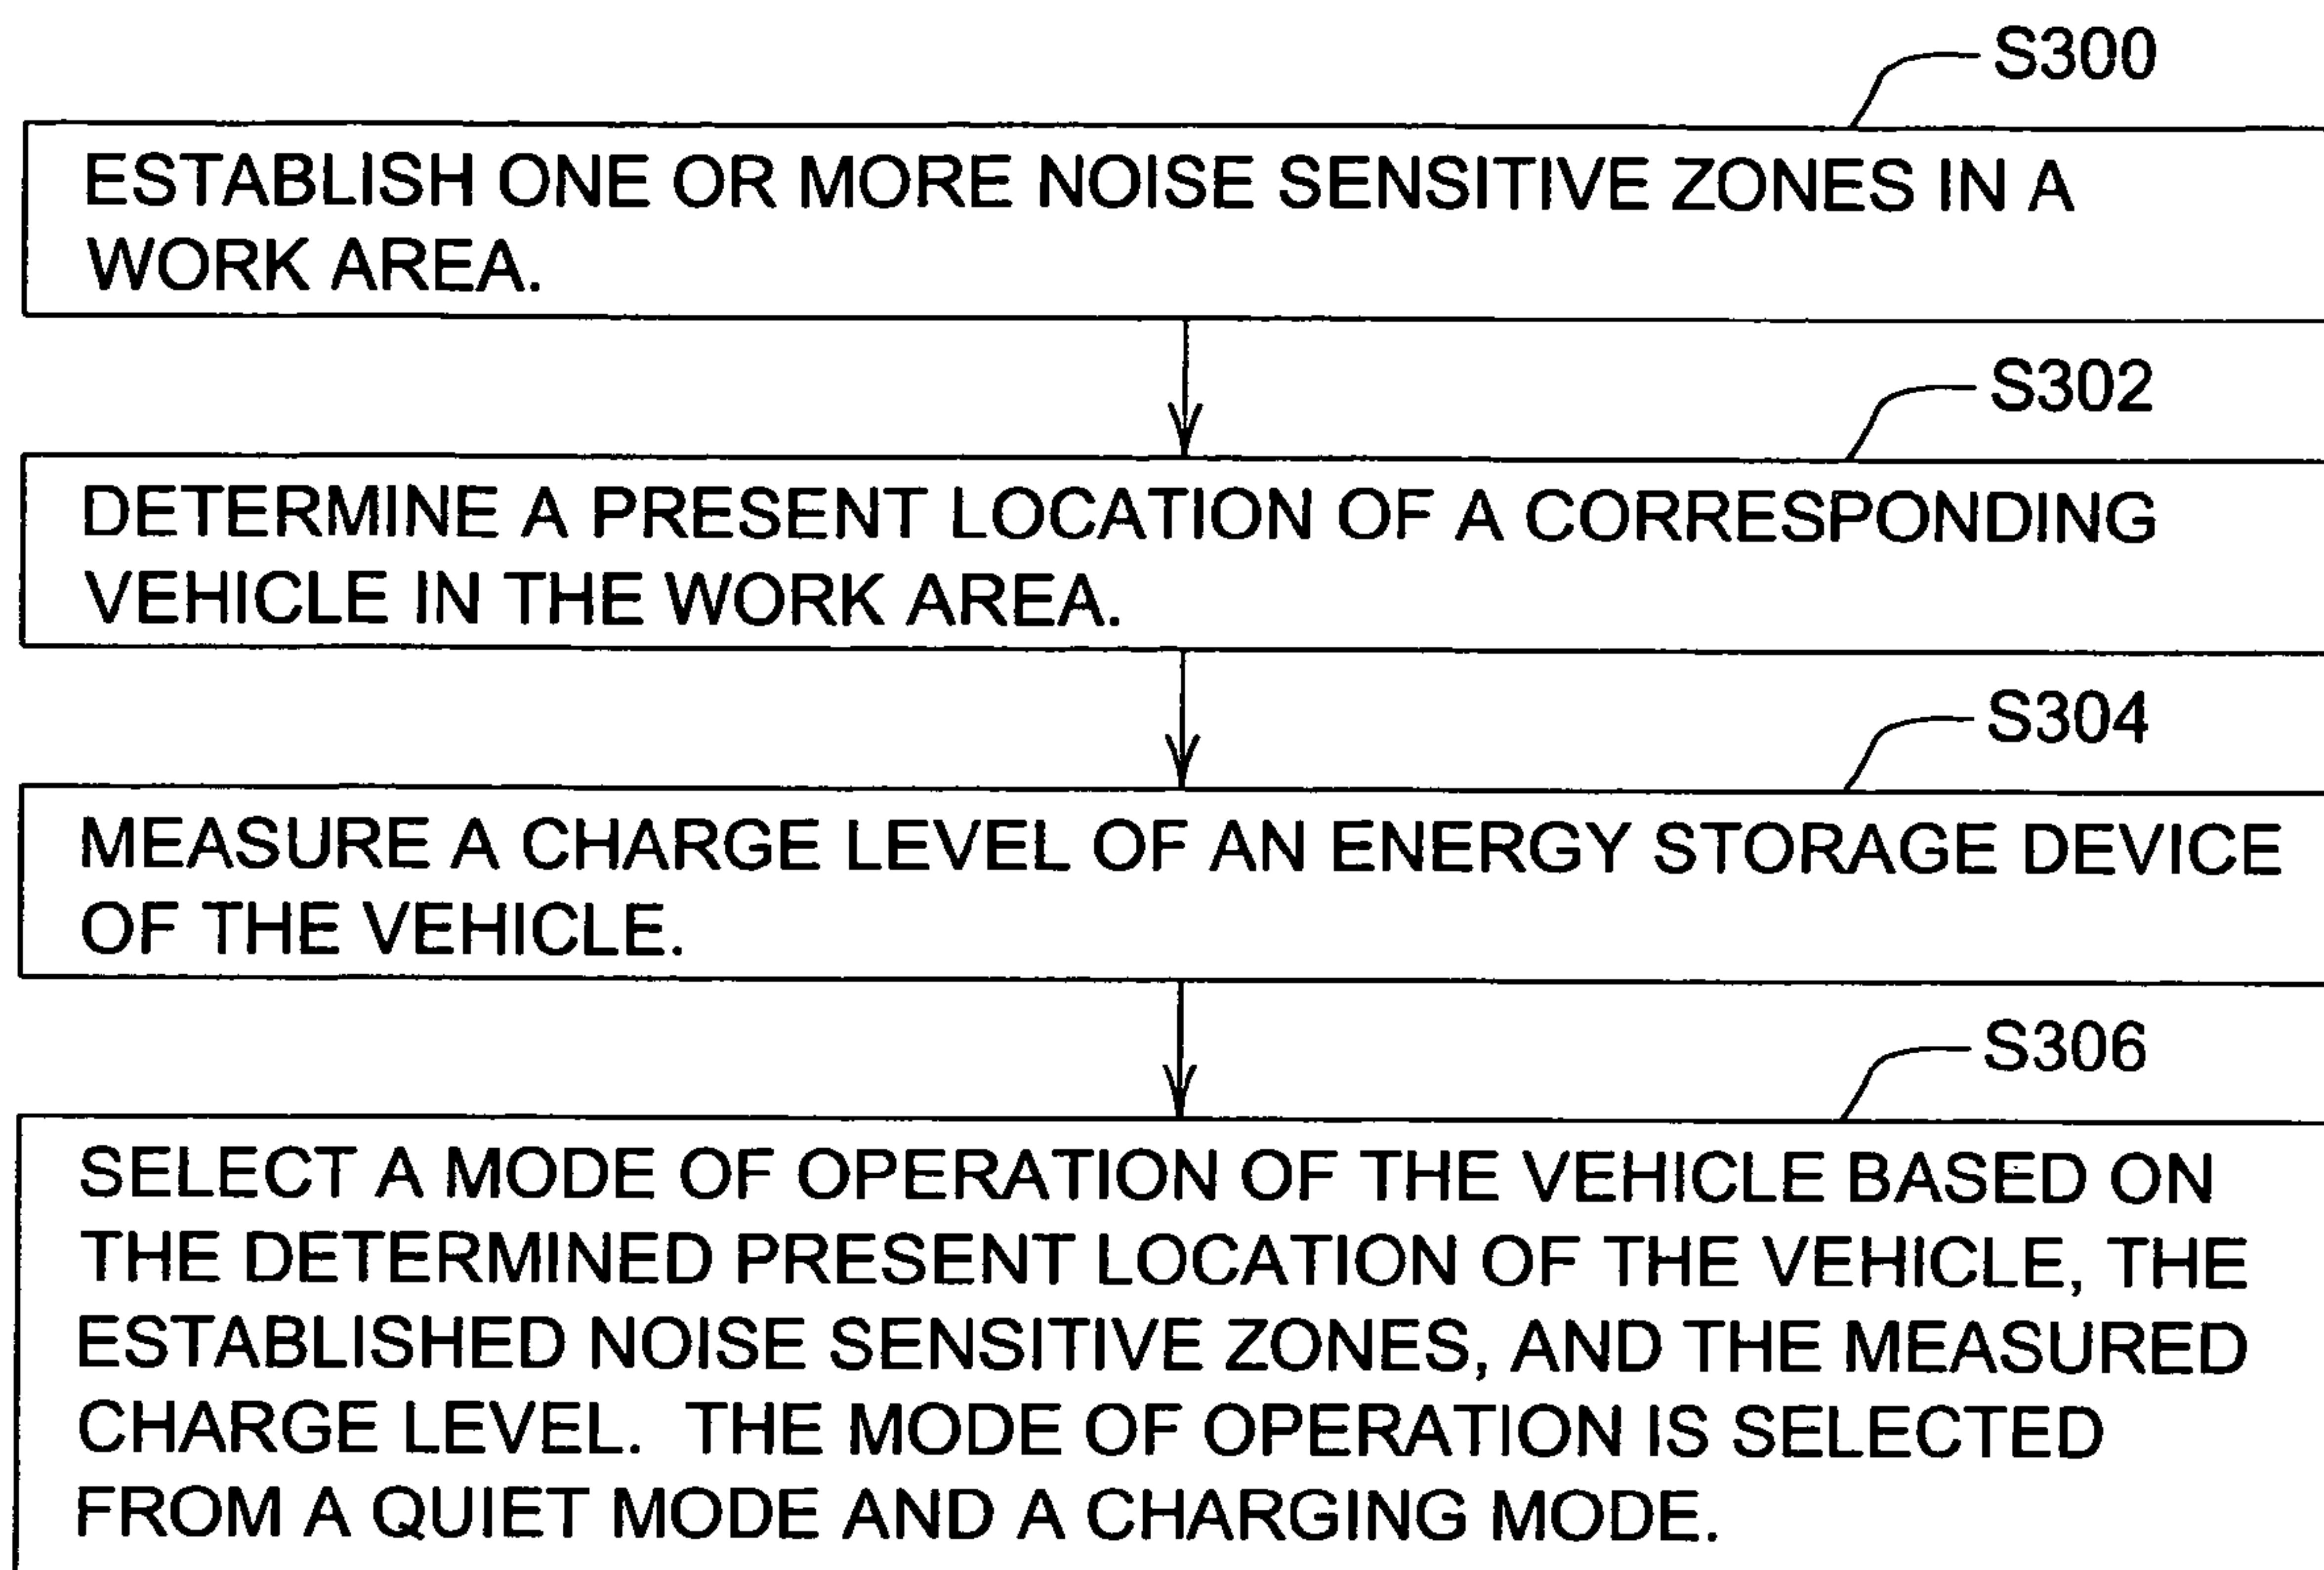 S300
ESTABLISH ONE OR MORE NOISE SENSITIVE ZONES IN A
WORK AREA.
S302
DETERMINE A PRESENT LOCATION OF A CORRESPONDING
VEHICLE IN THE WORK AREA.
S304
MEASURE A CHARGE LEVEL OF AN ENERGY STORAGE DEVICE
OF THE VEHICLE.
S306
SELECT A MODE OF OPERATION OF THE VEHICLE BASED ON
THE DETERMINED PRESENT LOCATION OF THE VEHICLE, THE
ESTABLISHED NOISE SENSITIVE ZONES, AND THE MEASURED
CHARGE LEVEL. THE MODE OF OPERATION IS SELECTED
FROM A QUIET MODE AND A CHARGING MODE.